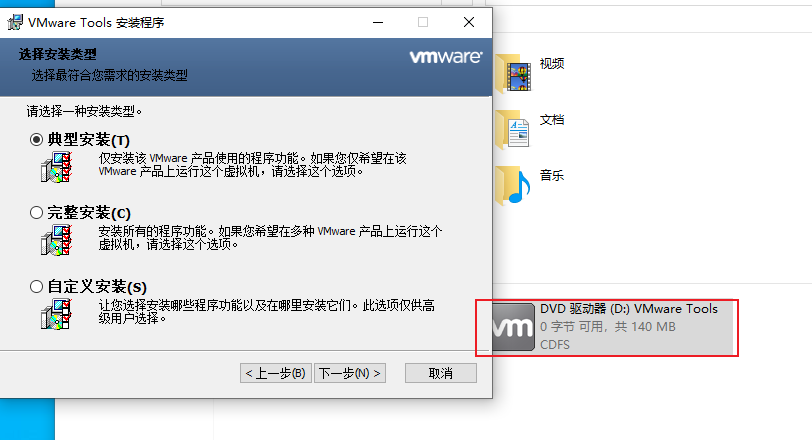 VMware Tools 安装程序
选择安装类型
选择最符合您需求的安装类型
vmware
请选择一种安装类型。
典型安装(T)
仅安装该 VMware 产品使用的程序功能。如果您仅希望在该
VMware 产品上运行这个虚拟机，请选择这个选项。
完整安装(C)
安装所有的程序功能。如果您希望在多种 VMware 产品上运行这个
虚拟机，请选择这个选项。
自定义安装(S)
让您选择安装哪些程序功能以及在哪里安装它们。此选项仅供高
级用户选择。
< 上一步(B)
下一步(N) >
取消
视频
文档
音乐
vm
DVD 驱动器 (D:) VMware Tools
0 字节 可用，共 140 MB
CDFS